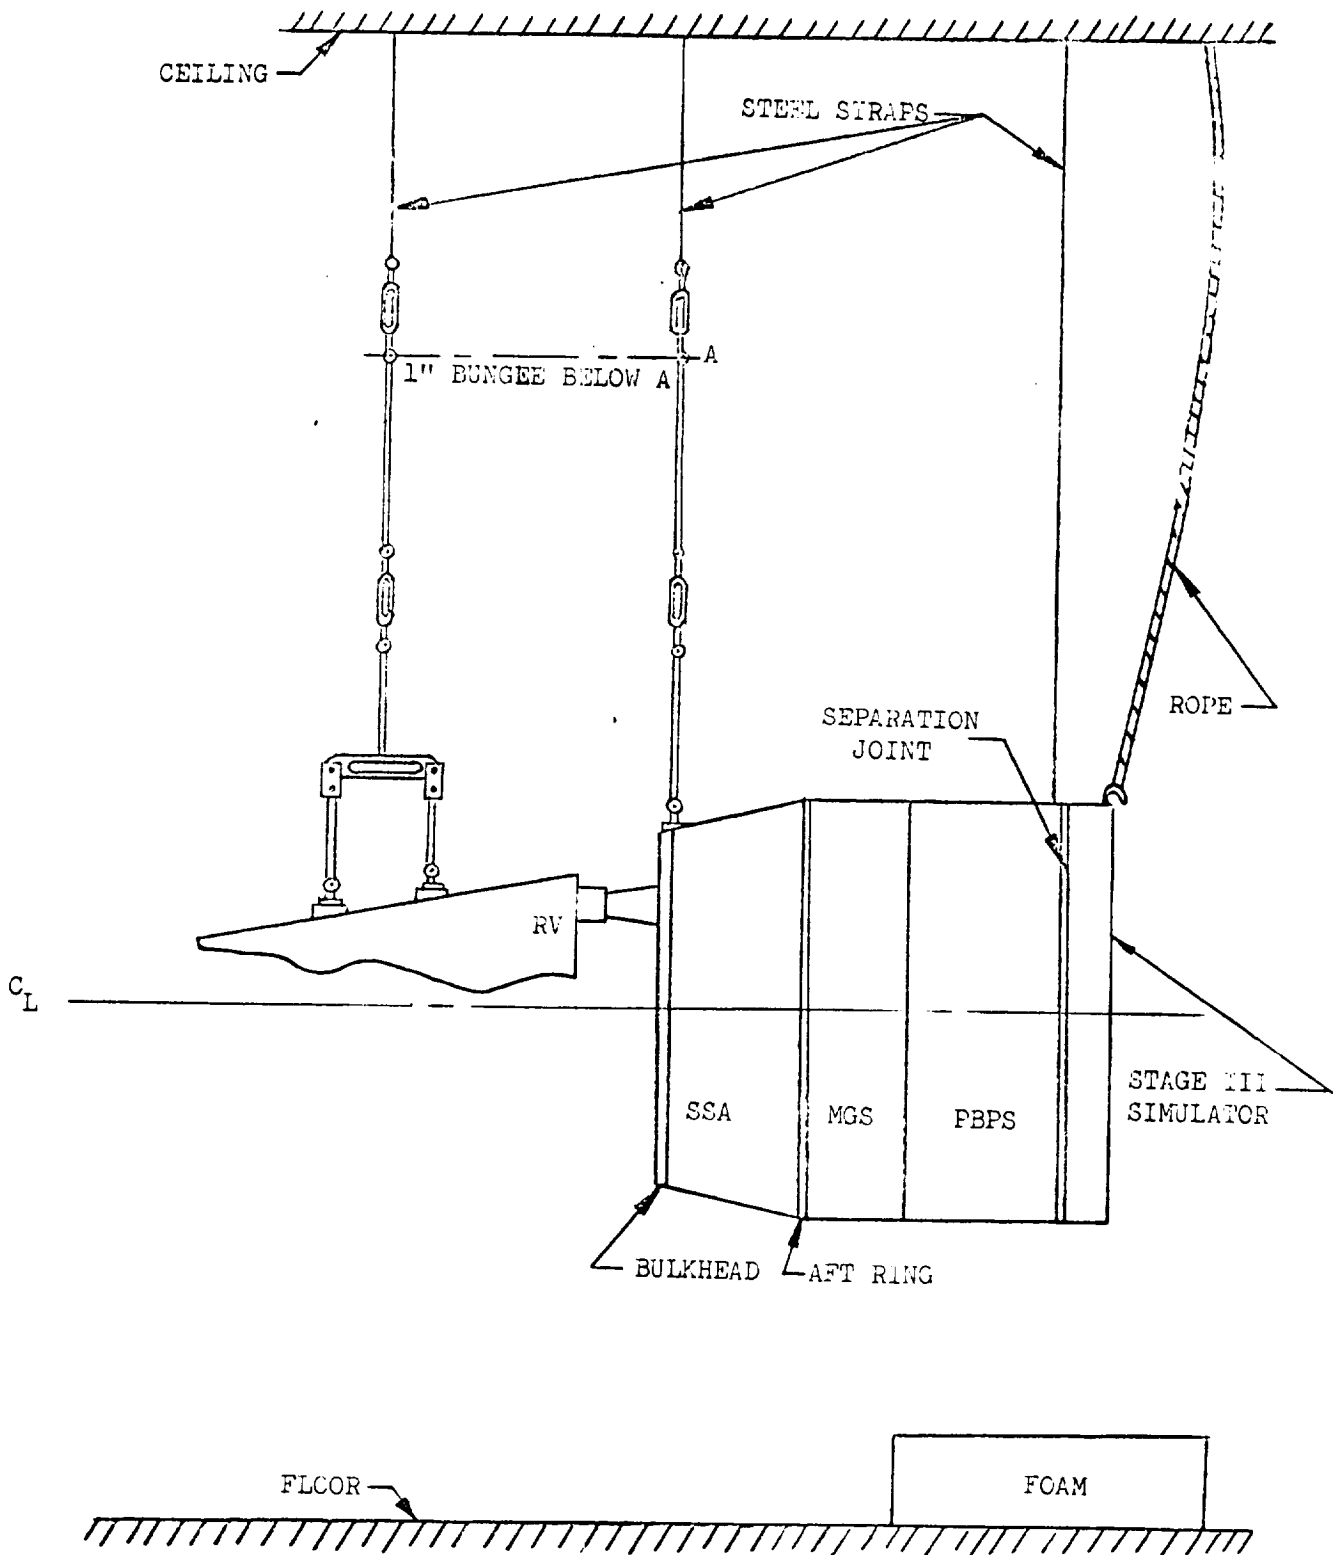 CEILING
STEEL STRAPS
A
1" BUNGEE BELOW A
ROPE
SEPARATION
JOINT
RV
CL
STAGE III
SIMULATOR
SSA
MGS
PBPS
BULKHEAD
AFT RING
FLOOR
FOAM